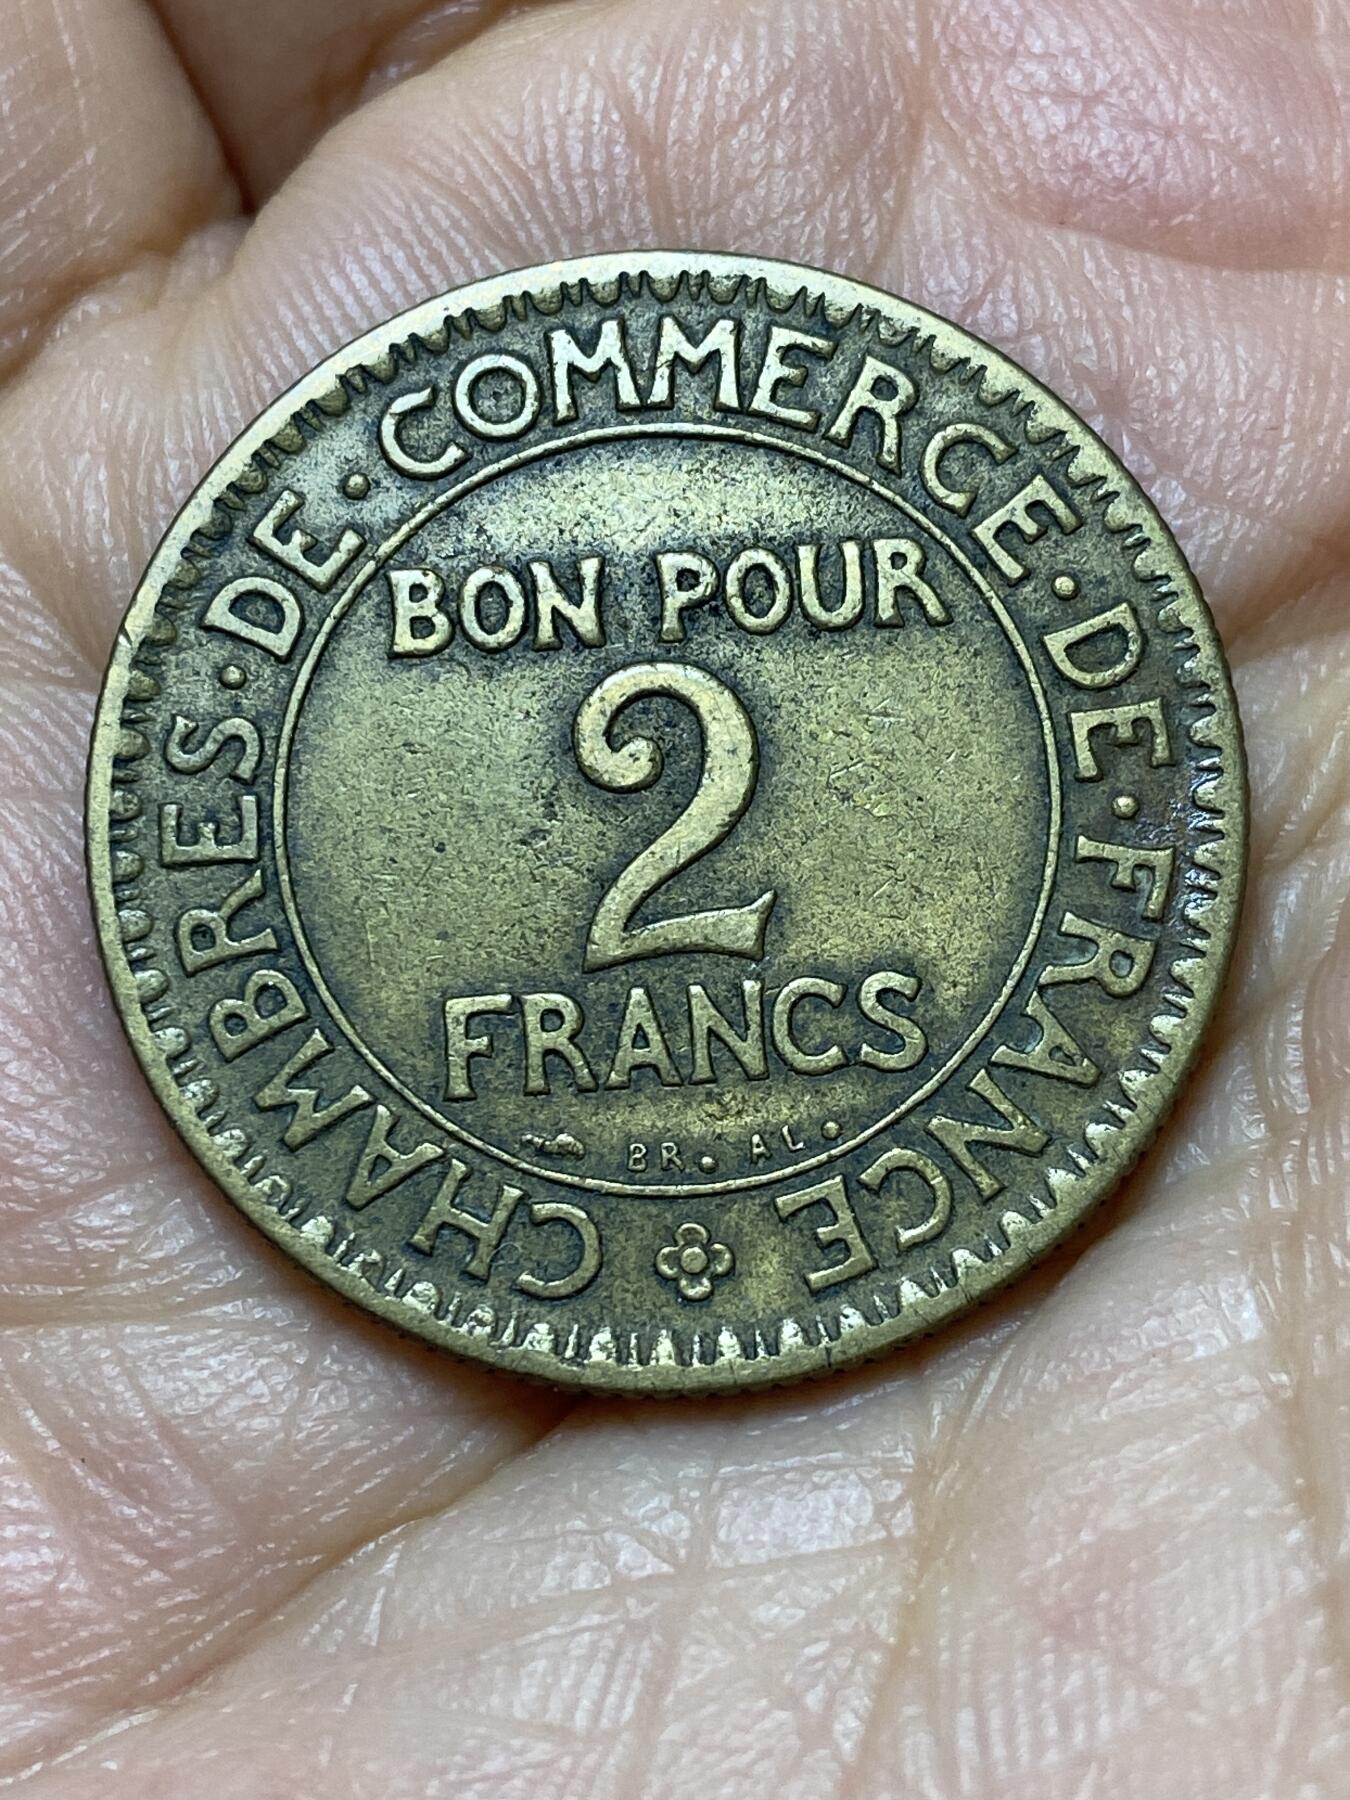 CHAMBRES·DE·COMMERCE·DE·FRANCE
BON POUR
2
FRANCS
BR. AL.